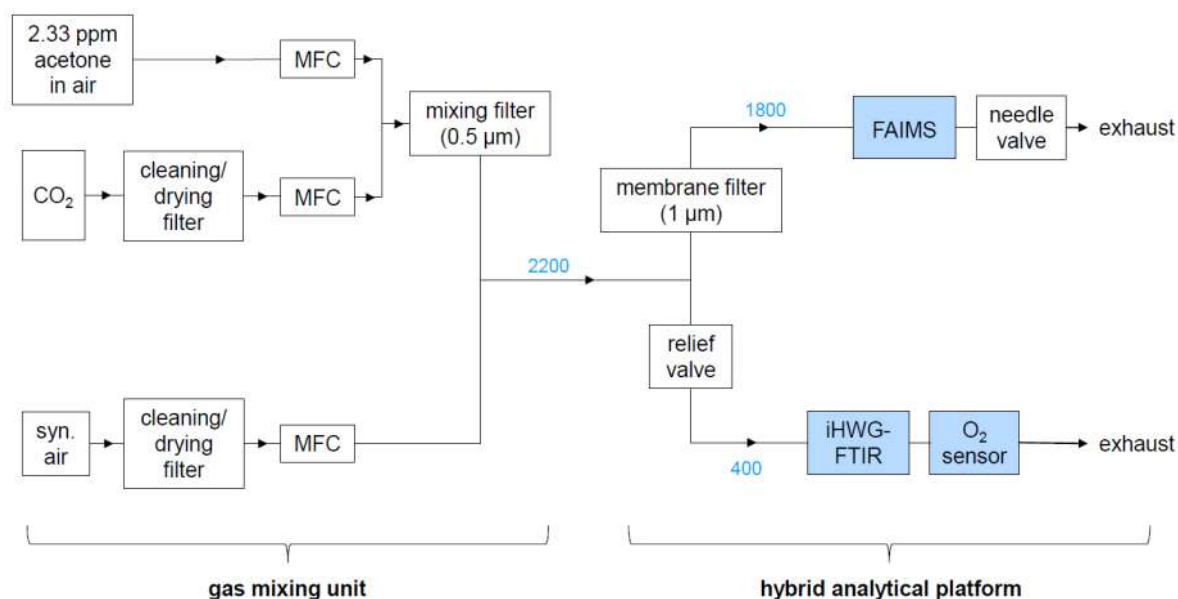 2.33 ppm
acetone
in air
MFC
mixing filter
(0.5 µm)
CO₂
cleaning/
drying
filter
MFC
syn.
air
cleaning/
drying
filter
MFC
2200
1800
FAIMS
needle
valve
exhaust
membrane filter
(1 µm)
relief
valve
400
iHWG-
FTIR
O₂
sensor
exhaust
gas mixing unit
hybrid analytical platform